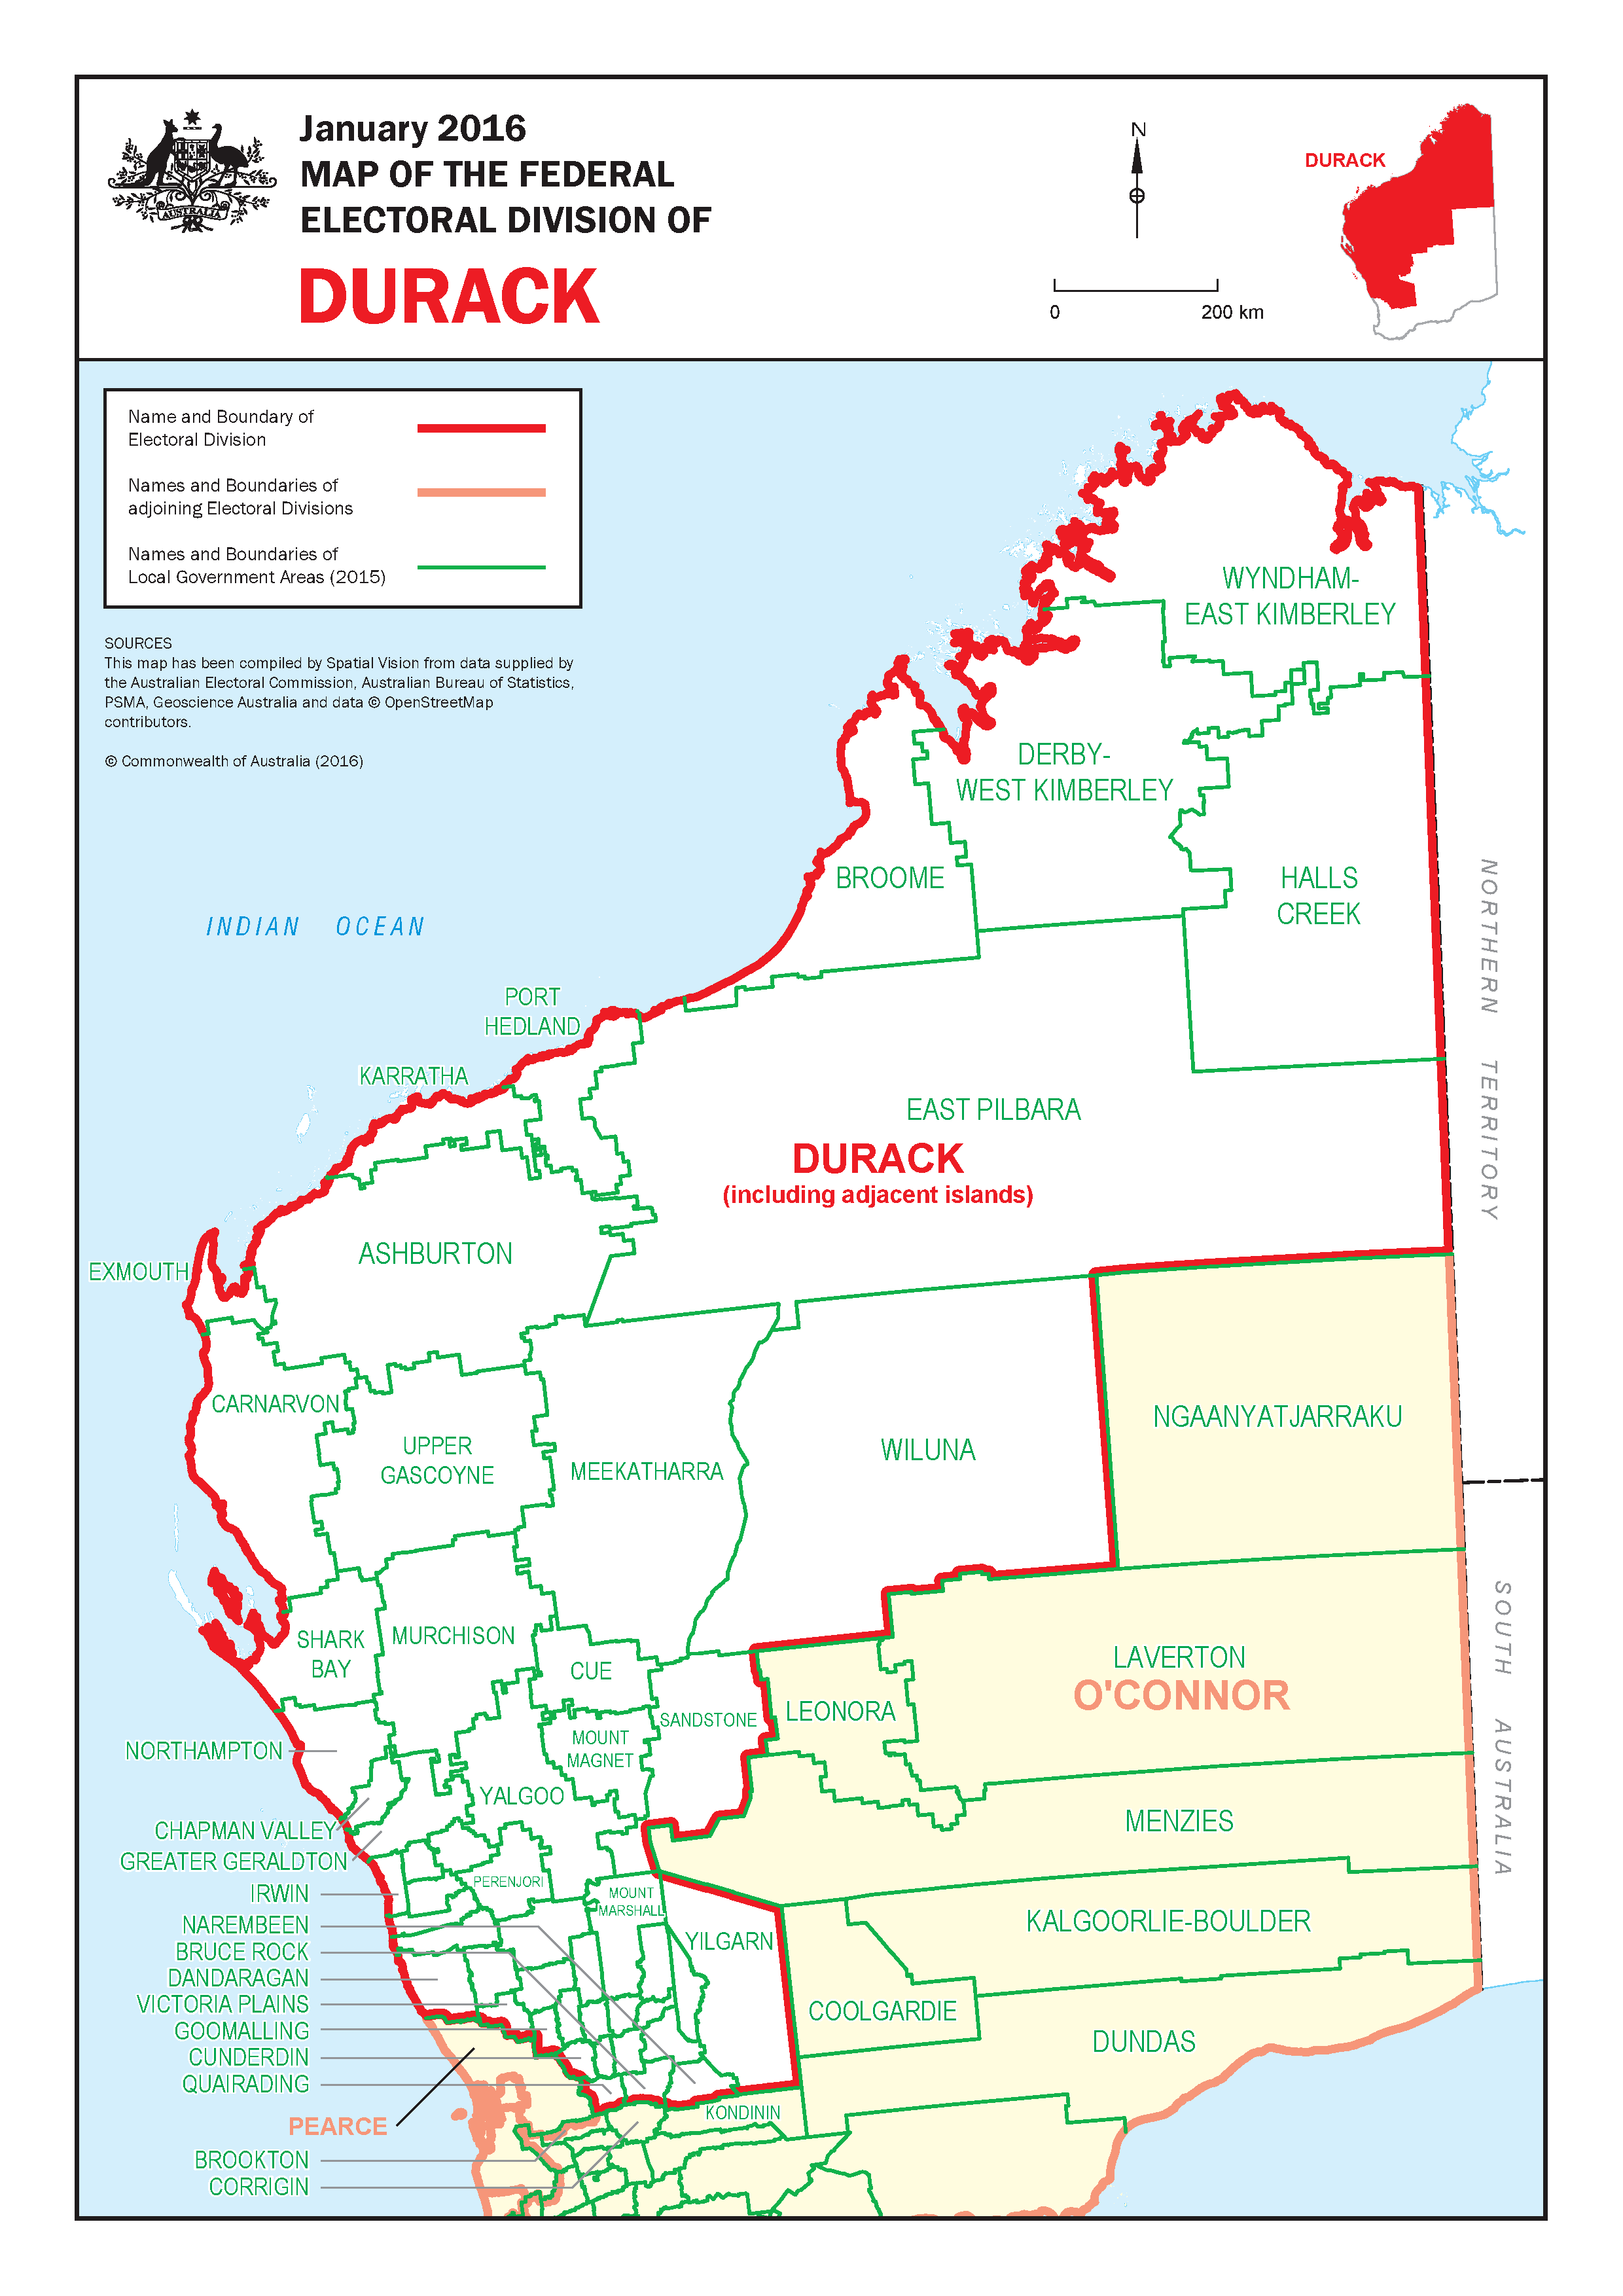 January 2016
MAP OF THE FEDERAL
ELECTORAL DIVISION OF
DURACK
AUSTRALIA
N
0
200 km
DURACK
Name and Boundary of
Electoral Division
Names and Boundaries of
adjoining Electoral Divisions
Names and Boundaries of
Local Government Areas (2015)
SOURCES
This map has been compiled by Spatial Vision from data supplied by
the Australian Electoral Commission, Australian Bureau of Statistics,
PSMA, Geoscience Australia and data © OpenStreetMap
contributors.
© Commonwealth of Australia (2016)
WYNDHAM-
EAST KIMBERLEY
DERBY-
WEST KIMBERLEY
BROOME
HALLS
CREEK
INDIAN OCEAN
NORTHERN TERRITORY
PORT
HEDLAND
KARRATHA
EAST PILBARA
DURACK
(including adjacent islands)
ASHBURTON
EXMOUTH
CARNARVON
UPPER
GASCOYNE
MEEKATHARRA
WILUNA
NGAANYATJARRAKU
SHARK
BAY
MURCHISON
CUE
SANDSTONE
LEONORA
LAVERTON
O'CONNOR
SOUTH AUSTRALIA
NORTHAMPTON
MOUNT
MAGNET
YALGOO
CHAPMAN VALLEY
GREATER GERALDTON
MENZIES
IRWIN
PERENJORI
MOUNT
MARSHALL
NAREMBEEN
BRUCE ROCK
YILGARN
KALGOORLIE-BOULDER
DANDARAGAN
VICTORIA PLAINS
GOOMALLING
CUNDERDIN
QUAIRADING
COOLGARDIE
DUNDAS
KONDININ
PEARCE
BROOKTON
CORRIGIN